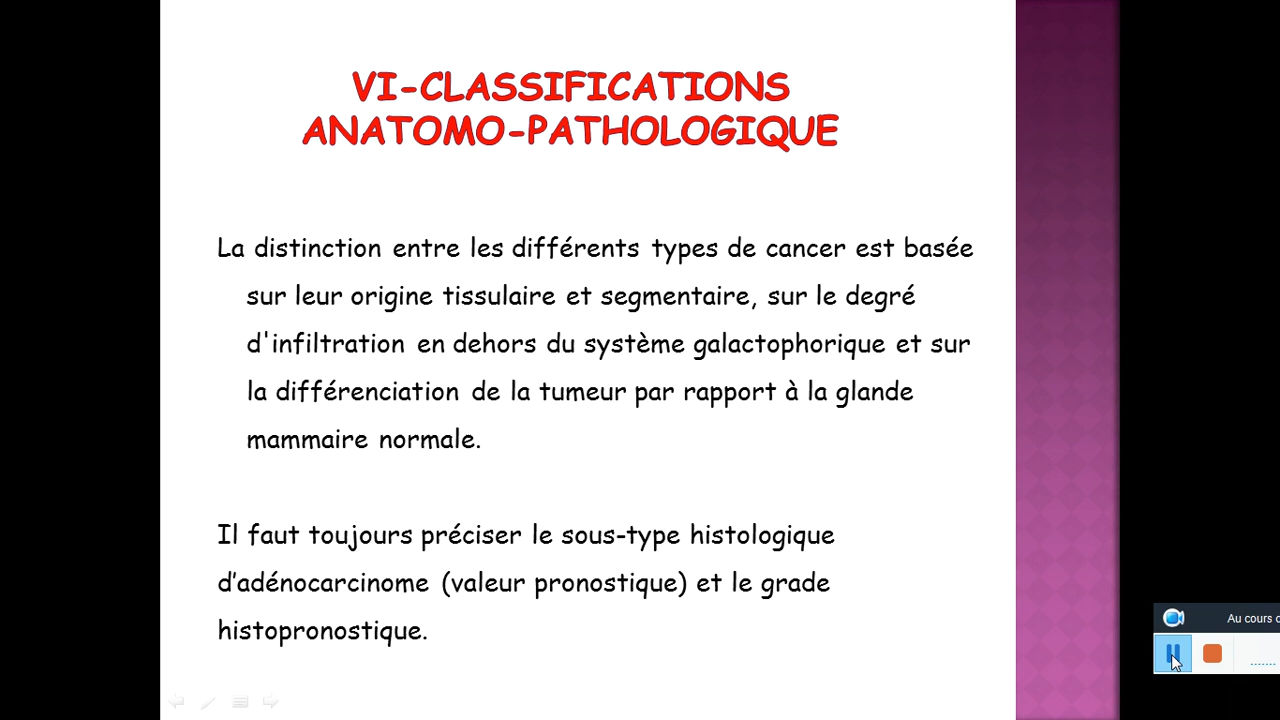 VI-CLASSIFICATIONS
ANATOMO-PATHOLOGIQUE
La distinction entre les différents types de cancer est basée
sur leur origine tissulaire et segmentaire, sur le degré
d'infiltration en dehors du système galactophorique et sur
la différenciation de la tumeur par rapport à la glande
mammaire normale.
Il faut toujours préciser le sous-type histologique
d’adénocarcinome (valeur pronostique) et le grade
histopronostique.
Au cours